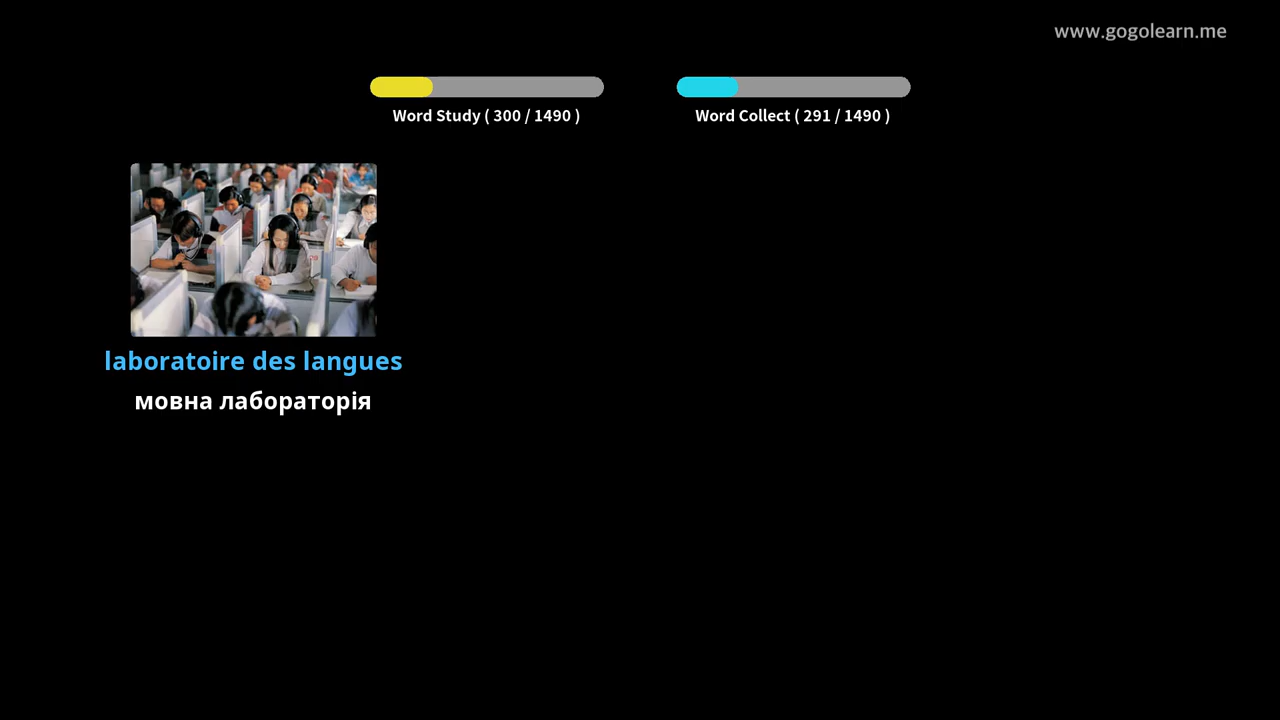 www.gogolearn.me
Word Study ( 300 / 1490 )
Word Collect ( 291 / 1490 )
laboratoire des langues
мовна лабораторія